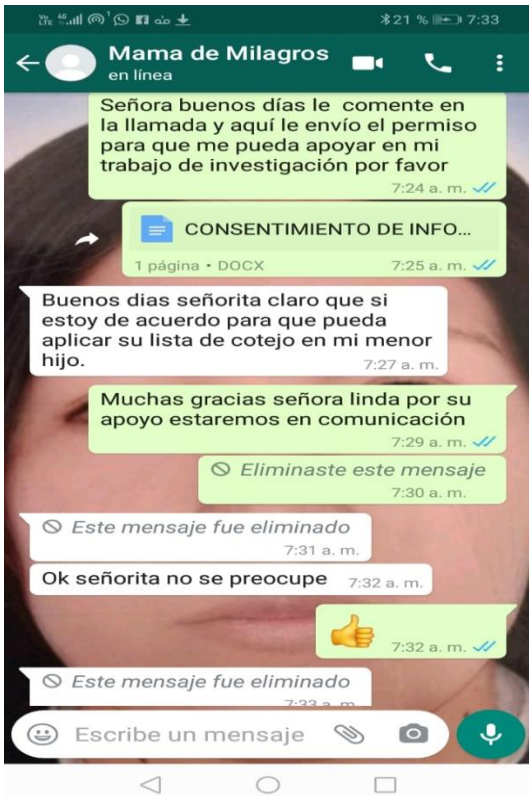 21 % 7:33
Mama de Milagros
en línea
Señora buenos días le comente en
la llamada y aquí le envío el permiso
para que me pueda apoyar en mi
trabajo de investigación por favor
7:24 a. m.
CONSENTIMIENTO DE INFO...
1 página • DOCX 7:25 a. m.
Buenos dias señorita claro que si
estoy de acuerdo para que pueda
aplicar su lista de cotejo en mi menor
hijo.
7:27 a. m.
Muchas gracias señora linda por su
apoyo estaremos en comunicación
7:29 a. m.
Eliminaste este mensaje
7:30 a. m.
Este mensaje fue eliminado
7:31 a. m.
Ok señorita no se preocupe 7:32 a. m.
7:32 a. m.
Este mensaje fue eliminado
7:33 a. m.
Escribe un mensaje